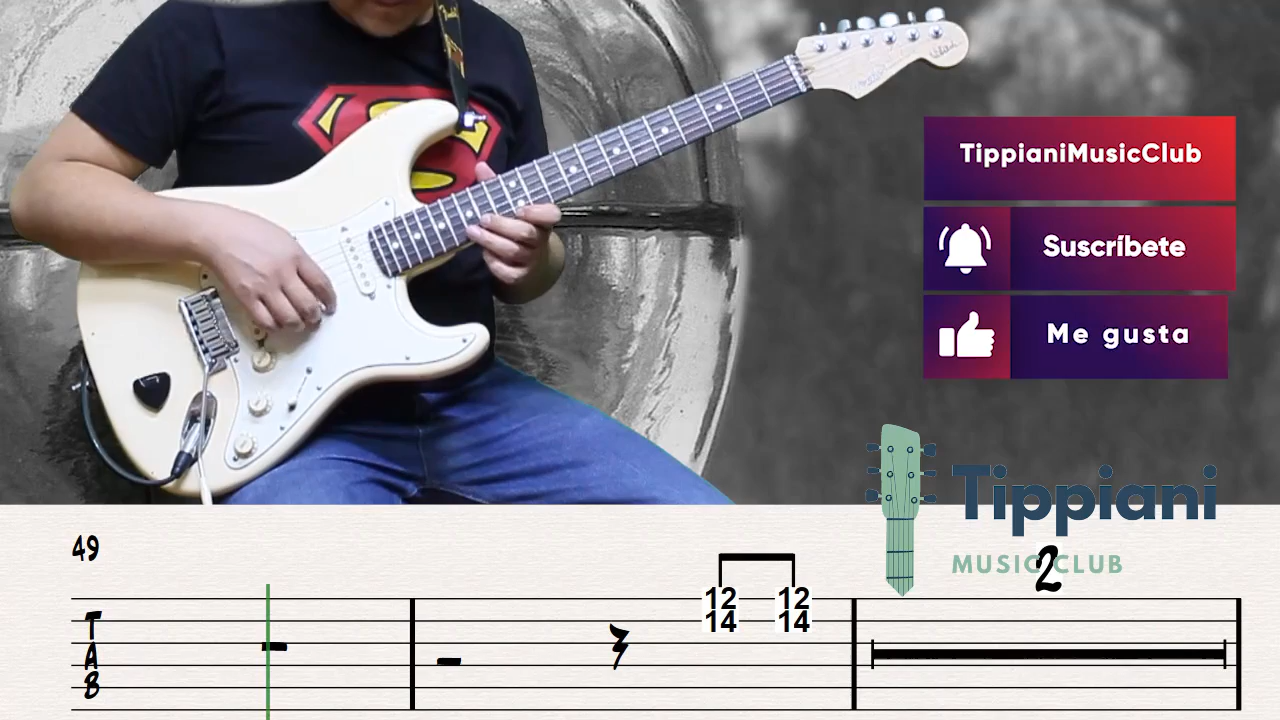 TippianiMusicClub
Suscríbete
Me gusta
Tippiani
MUSIC CLUB
49
2
T
A
B
12 12
14 14